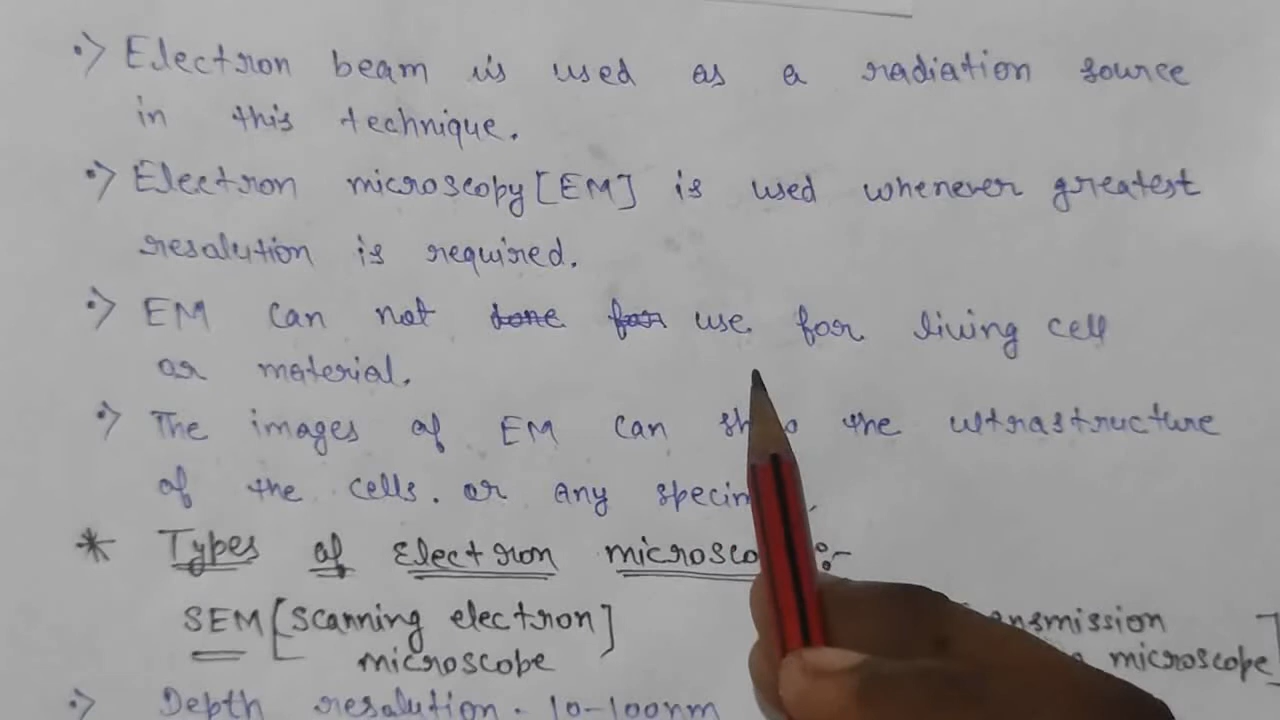 •> Electron beam is used as a radiation source
in this technique.
•> Electron microscopy [EM] is used whenever greatest
resalution is required.
•> EM can not use for living cell
or material.
•> The images of EM can the ultrastructure
of the cells. or any
* Types of electron :-
SEM [scanning electron]
microscope
microscope]
•> Depth resalution - 10-100nm